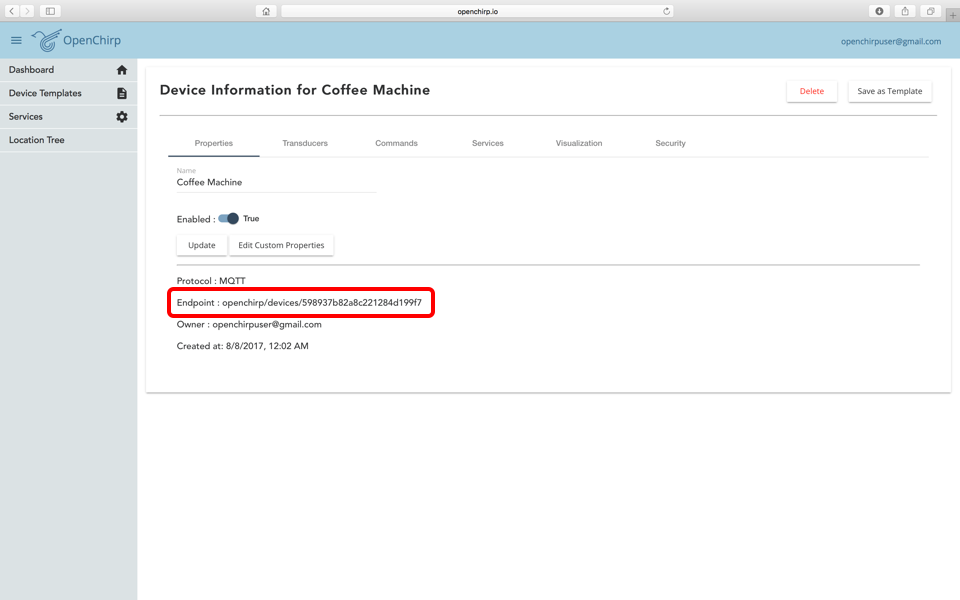 openchirp.io
OpenChirp
openchirpuser@gmail.com
Dashboard
Device Templates
Services
Location Tree
Device Information for Coffee Machine
Delete
Save as Template
Properties Transducers Commands Services Visualization Security
Name
Coffee Machine
Enabled : True
Update Edit Custom Properties
Protocol : MQTT
Endpoint : openchirp/devices/598937b82a8c221284d199f7
Owner : openchirpuser@gmail.com
Created at: 8/8/2017, 12:02 AM